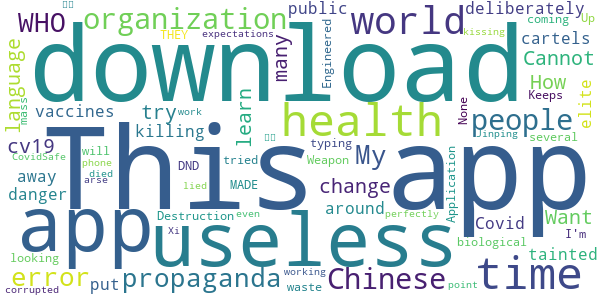 WHO organization world public deliberately
THEY expectations many Engineered coming Up
kissing cartels
download
language mass vaccines try learn health people Cannot How
None Keeps elite
cv19 killing typing My several
CovidSafe will tried Weapon Jinping
This app
away phone died work DND MADE change Application Want
danger arse lied around Covid I'm
app useless
Destruction even perfectly biological
looking Xi tainted
error put propaganda working Chinese time
corrupted waste point